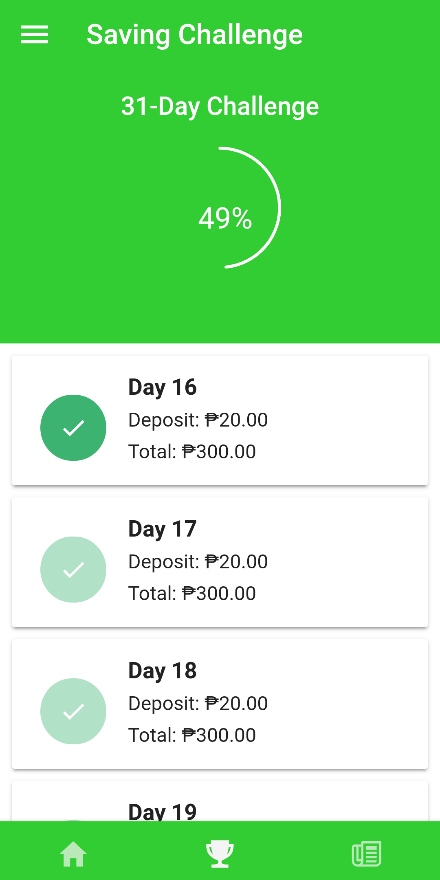 Saving Challenge
31-Day Challenge
49%
Day 16
Deposit: ₱20.00
Total: ₱300.00
Day 17
Deposit: ₱20.00
Total: ₱300.00
Day 18
Deposit: ₱20.00
Total: ₱300.00
Day 19